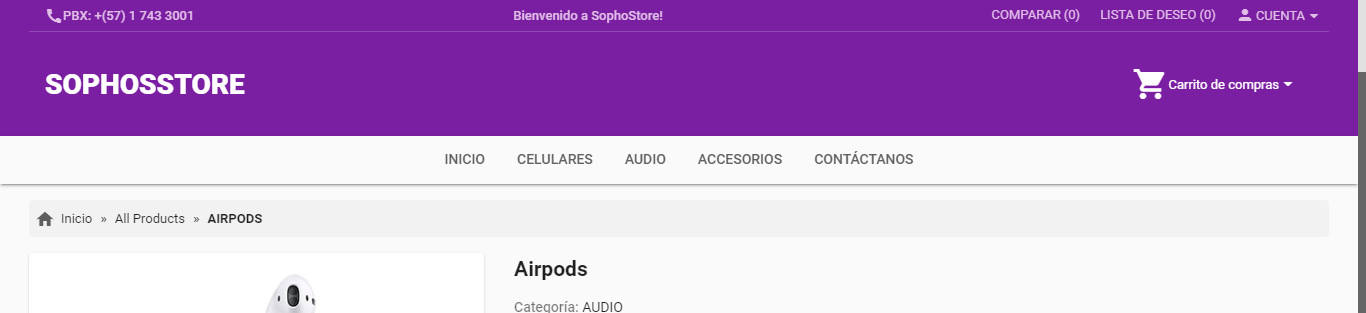 PBX: +(57) 1 743 3001 Bienvenido a SophoStore! COMPARAR (0) LISTA DE DESEO (0) CUENTA
SOPHOSSTORE Carrito de compras
INICIO CELULARES AUDIO ACCESORIOS CONTÁCTANOS
Inicio » All Products » AIRPODS
Airpods
Categoría: AUDIO